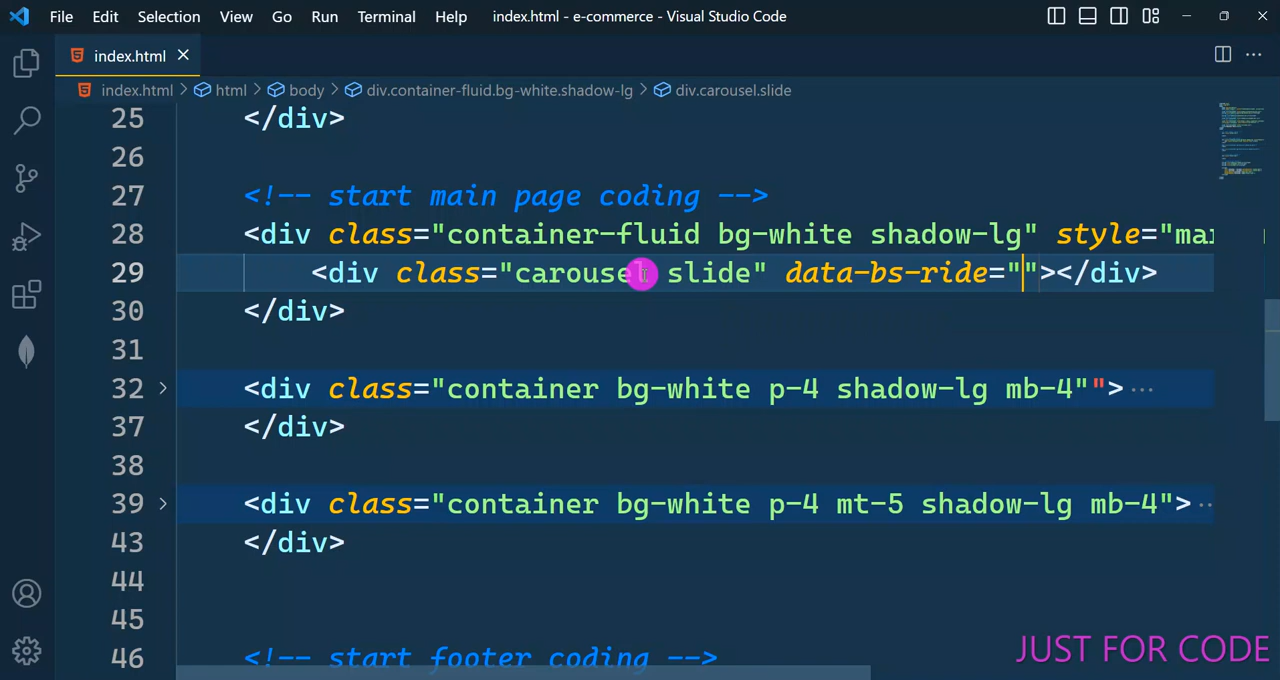 File Edit Selection View Go Run Terminal Help index.html - e-commerce - Visual Studio Code
index.html
index.html > html > body > div.container-fluid.bg-white.shadow-lg > div.carousel.slide
25 </div>
26
27 <!-- start main page coding -->
28 <div class="container-fluid bg-white shadow-lg" style="mar
29 <div class="carousel slide" data-bs-ride=""></div>
30 </div>
31
32 <div class="container bg-white p-4 shadow-lg mb-4"">···
37 </div>
38
39 <div class="container bg-white p-4 mt-5 shadow-lg mb-4">··
43 </div>
44
45
46 <!-- start footer coding -->
JUST FOR CODE